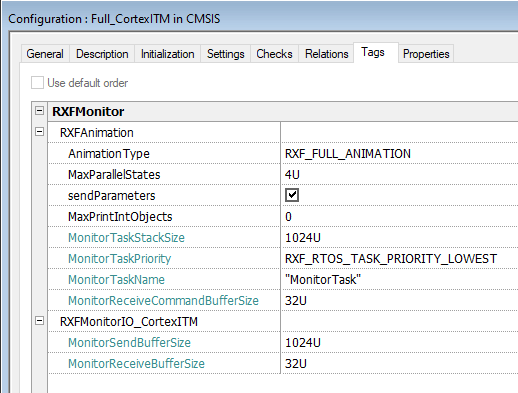 Configuration : Full_CortexITM in CMSIS
General Description Initialization Settings Checks Relations Tags Properties
Use default order
RXFMonitor
RXFAnimation
AnimationType RXF_FULL_ANIMATION
MaxParallelStates 4U
sendParameters
MaxPrintIntObjects 0
MonitorTaskStackSize 1024U
MonitorTaskPriority RXF_RTOS_TASK_PRIORITY_LOWEST
MonitorTaskName "MonitorTask"
MonitorReceiveCommandBufferSize 32U
RXFMonitorIO_CortexITM
MonitorSendBufferSize 1024U
MonitorReceiveBufferSize 32U